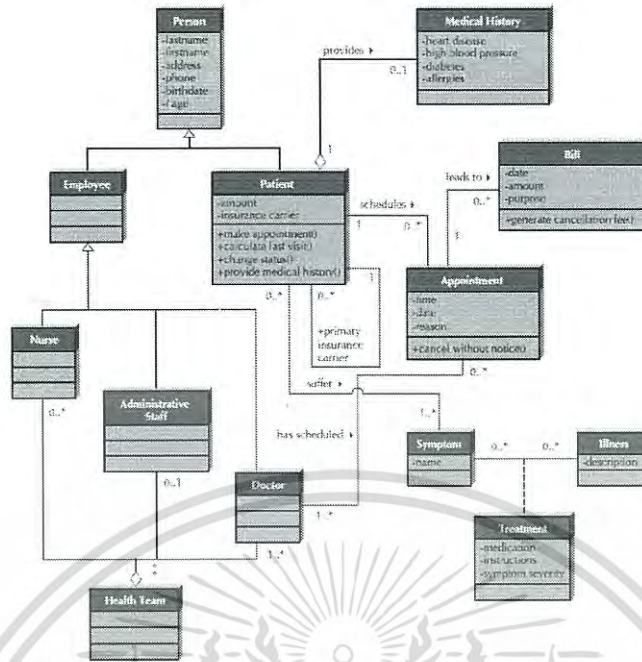 Person
-lastname
-firstname
-address
-phone
-birthdate
-/ age
Medical History
-heart disease
-high blood pressure
-diabetes
-allergies
provides
0..1
1
Employee
Patient
-amount
-insurance carrier
+make appointment()
+calculate last visit()
+change status()
+provide medical history()
schedules
1
0..*
leads to
0..*
1
Bill
-date
-amount
-purpose
+generate cancellation fee()
Appointment
-time
-date
-reason
+cancel without notice()
0..*
0..*
0..*
1
+primary
insurance
carrier
suffer
1..*
Nurse
0..*
Administrative
Staff
0..1
has scheduled
Doctor
1..*
1..*
Symptom
-name
0..*
0..*
Illness
-description
Treatment
-medication
-instructions
-symptom severity
Health Team